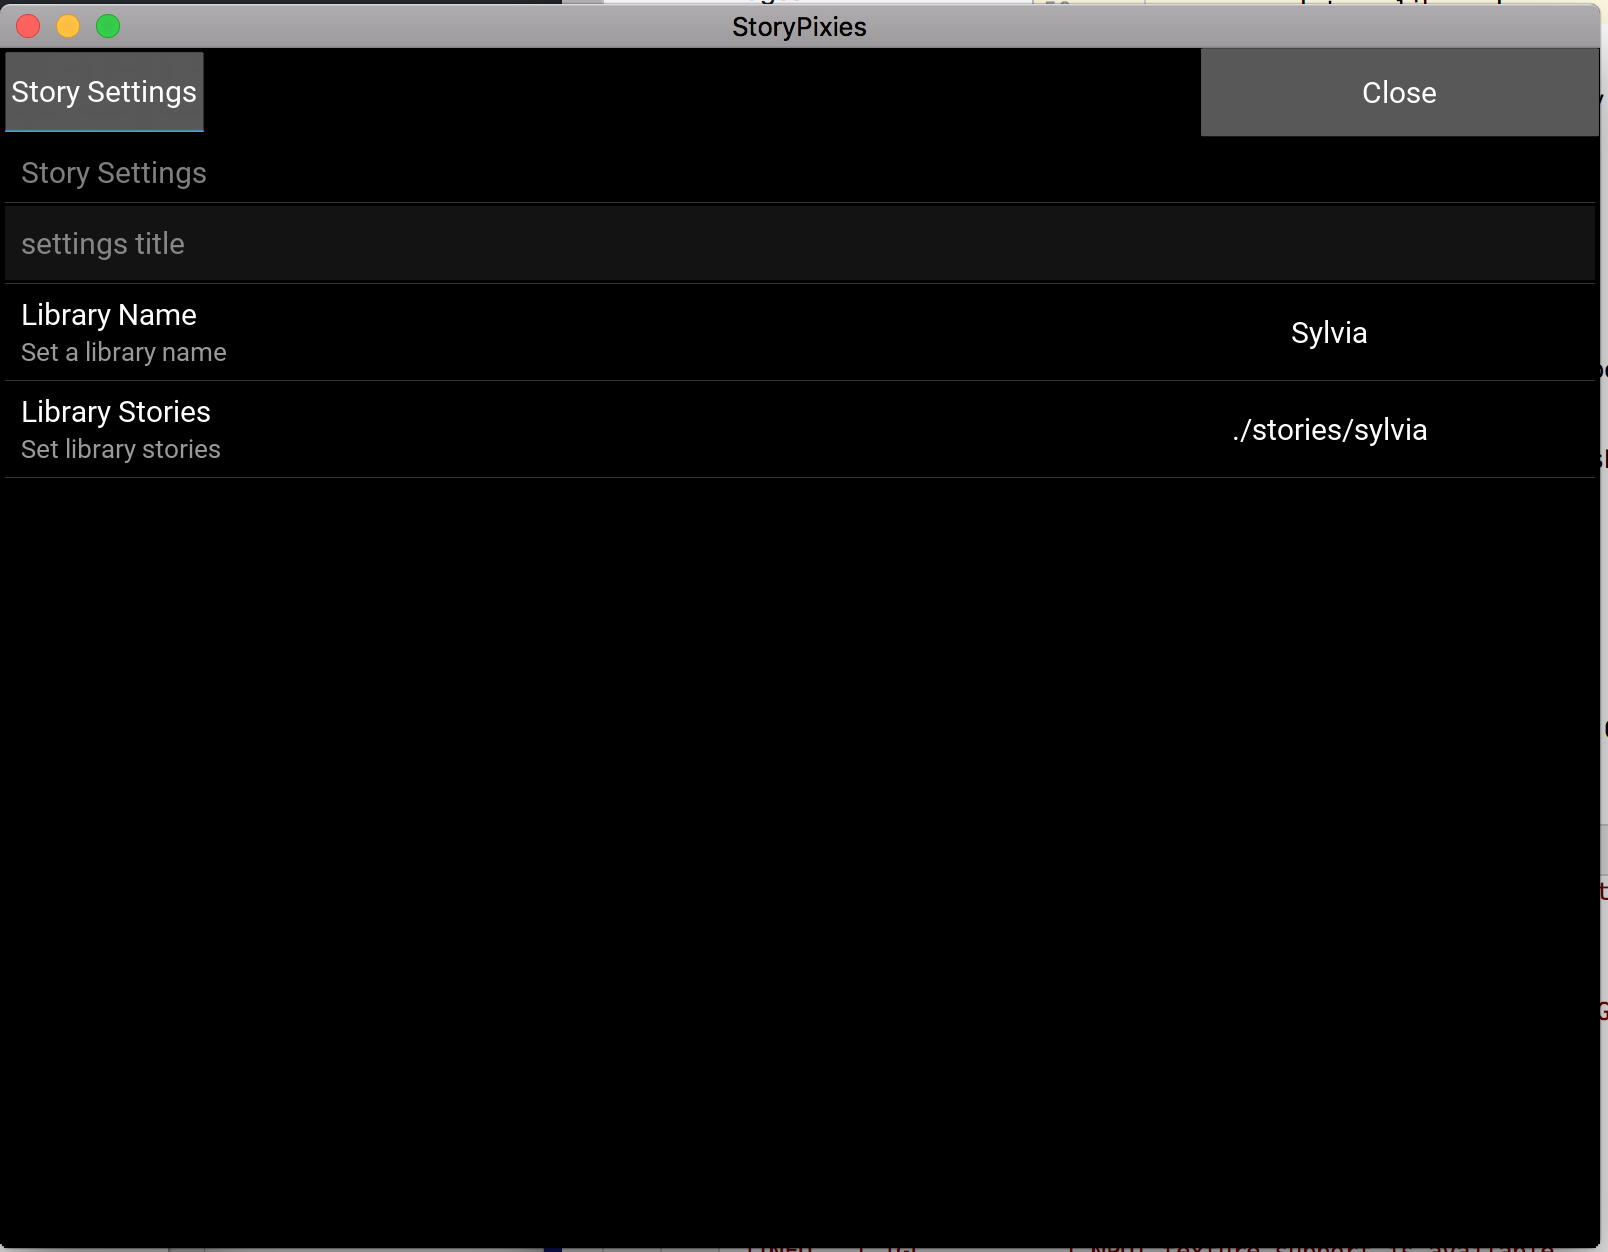 StoryPixies
Story Settings
Close
Story Settings
settings title
Library Name
Set a library name
Sylvia
Library Stories
Set library stories
./stories/sylvia